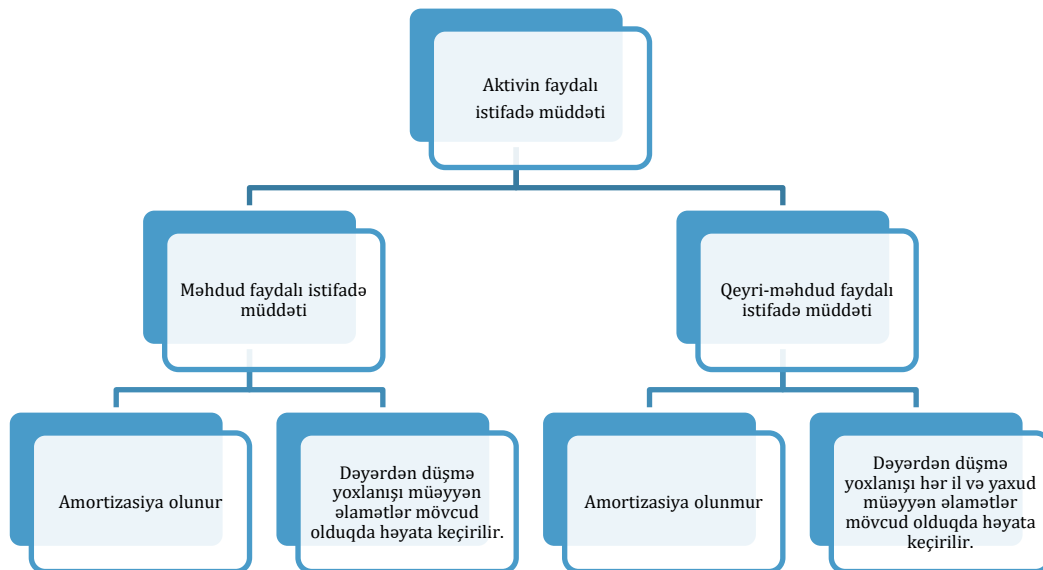 Aktivin faydalı
istifadə müddəti
Məhdud faydalı istifadə
müddəti
Qeyri-məhdud faydalı
istifadə müddəti
Amortizasiya olunur
Dəyərdən düşmə
yoxlanışı müəyyən
əlamətlər mövcud
olduqda həyata keçirilir.
Amortizasiya olunmur
Dəyərdən düşmə
yoxlanışı hər il və yaxud
müəyyən əlamətlər
mövcud olduqda həyata
keçirilir.